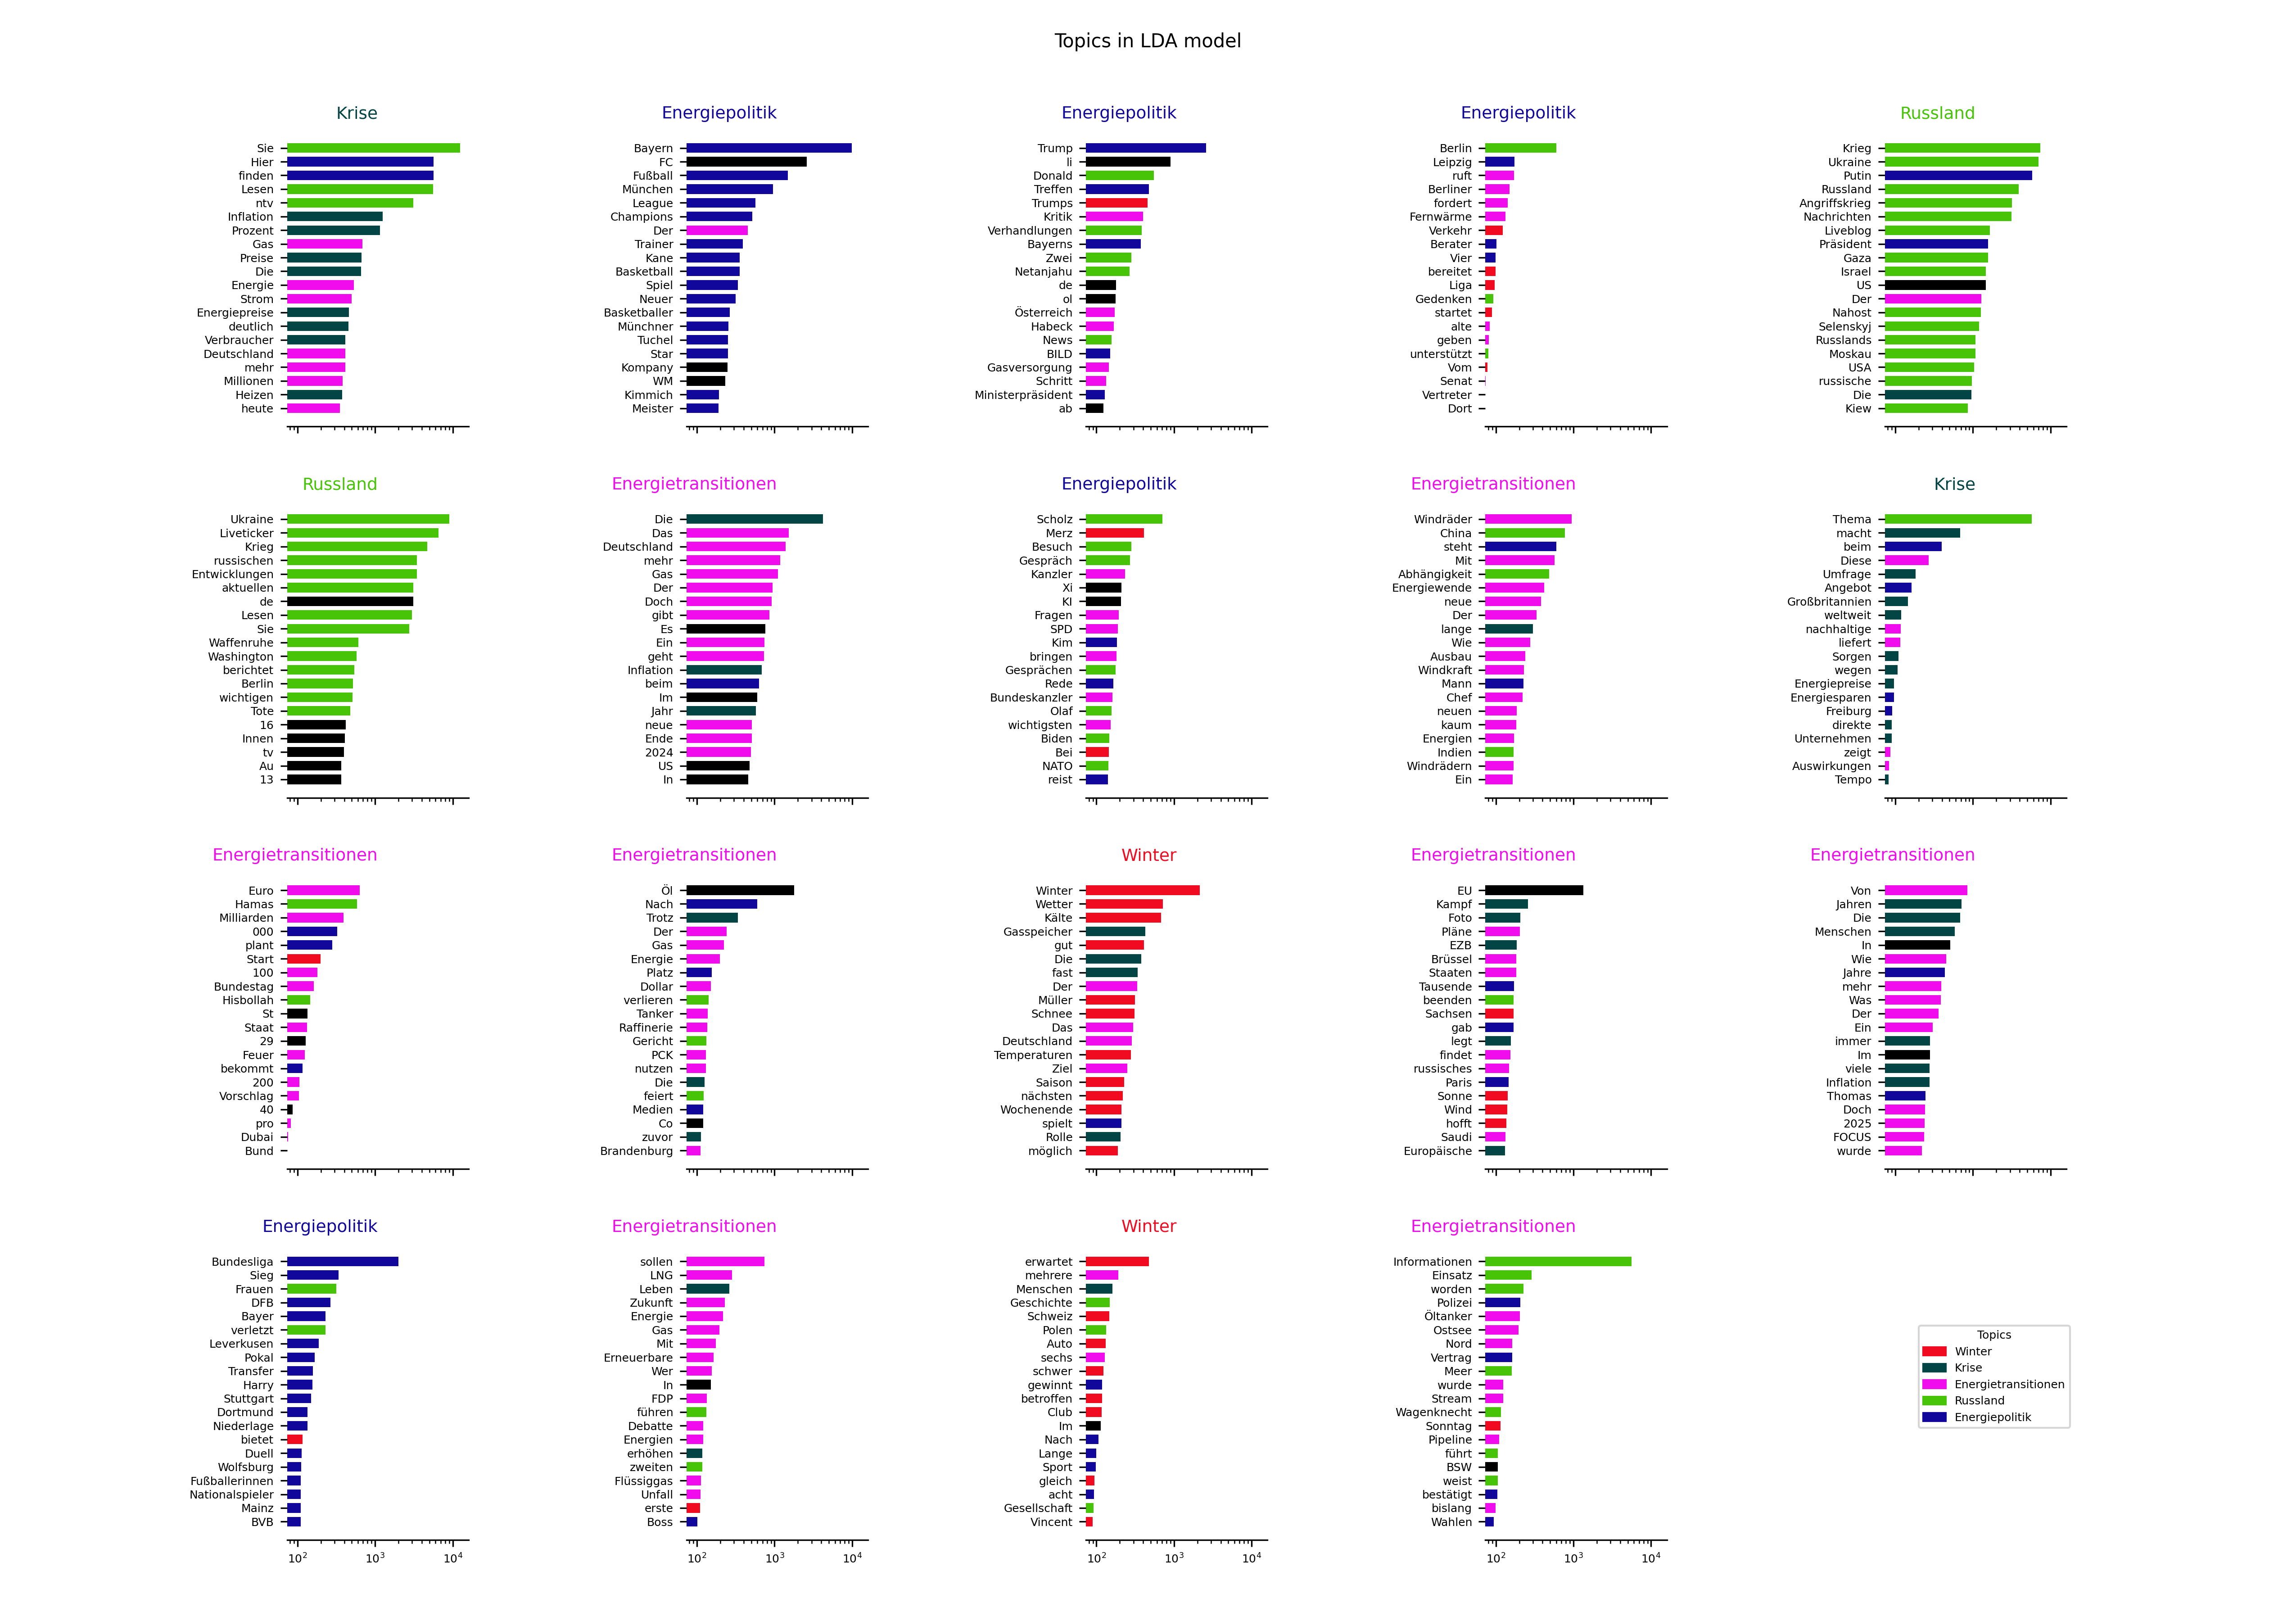 Topics in LDA model
Krise
Sie
Hier
finden
Lesen
ntv
Inflation
Prozent
Gas
Preise
Die
Energie
Strom
Energiepreise
deutlich
Verbraucher
Deutschland
mehr
Millionen
Heizen
heute
Energiepolitik
Bayern
FC
Fußball
München
League
Champions
Der
Trainer
Kane
Basketball
Spiel
Neuer
Basketballer
Münchner
Tuchel
Star
Kompany
WM
Kimmich
Meister
Energiepolitik
Trump
li
Donald
Treffen
Trumps
Kritik
Verhandlungen
Bayerns
Zwei
Netanjahu
de
ol
Österreich
Habeck
News
BILD
Gasversorgung
Schritt
Ministerpräsident
ab
Energiepolitik
Berlin
Leipzig
ruft
Berliner
fordert
Fernwärme
Verkehr
Berater
Vier
bereitet
Liga
Gedenken
startet
alte
geben
unterstützt
Vom
Senat
Vertreter
Dort
Russland
Krieg
Ukraine
Putin
Russland
Angriffskrieg
Nachrichten
Liveblog
Präsident
Gaza
Israel
US
Der
Nahost
Selenskyj
Russlands
Moskau
USA
russische
Die
Kiew
Russland
Ukraine
Liveticker
Krieg
russischen
Entwicklungen
aktuellen
de
Lesen
Sie
Waffenruhe
Washington
berichtet
Berlin
wichtigen
Tote
16
Innen
tv
Au
13
Energietransitionen
Die
Das
Deutschland
mehr
Gas
Der
Doch
gibt
Es
Ein
geht
Inflation
beim
Im
Jahr
neue
Ende
2024
US
In
Energiepolitik
Scholz
Merz
Besuch
Gespräch
Kanzler
Xi
KI
Fragen
SPD
Kim
bringen
Gesprächen
Rede
Bundeskanzler
Olaf
wichtigsten
Biden
Bei
NATO
reist
Energietransitionen
Windräder
China
steht
Mit
Abhängigkeit
Energiewende
neue
Der
lange
Wie
Ausbau
Windkraft
Mann
Chef
neuen
kaum
Energien
Indien
Windrädern
Ein
Krise
Thema
macht
beim
Diese
Umfrage
Angebot
Großbritannien
weltweit
nachhaltige
liefert
Sorgen
wegen
Energiepreise
Energiesparen
Freiburg
direkte
Unternehmen
zeigt
Auswirkungen
Tempo
Energietransitionen
Euro
Hamas
Milliarden
000
plant
Start
100
Bundestag
Hisbollah
St
Staat
29
Feuer
bekommt
200
Vorschlag
40
pro
Dubai
Bund
Energietransitionen
Öl
Nach
Trotz
Der
Gas
Energie
Platz
Dollar
verlieren
Tanker
Raffinerie
Gericht
PCK
nutzen
Die
feiert
Medien
Co
zuvor
Brandenburg
Winter
Winter
Wetter
Kälte
Gasspeicher
gut
Die
fast
Der
Müller
Schnee
Das
Deutschland
Temperaturen
Ziel
Saison
nächsten
Wochenende
spielt
Rolle
möglich
Energietransitionen
EU
Kampf
Foto
Pläne
EZB
Brüssel
Staaten
Tausende
beenden
Sachsen
gab
legt
findet
russisches
Paris
Sonne
Wind
hofft
Saudi
Europäische
Energietransitionen
Von
Jahren
Die
Menschen
In
Wie
Jahre
mehr
Was
Der
Ein
immer
Im
viele
Inflation
Thomas
Doch
2025
FOCUS
wurde
Energiepolitik
Bundesliga
Sieg
Frauen
DFB
Bayer
verletzt
Leverkusen
Pokal
Transfer
Harry
Stuttgart
Dortmund
Niederlage
bietet
Duell
Wolfsburg
Fußballerinnen
Nationalspieler
Mainz
BVB
10² 10³ 10⁴
Energietransitionen
sollen
LNG
Leben
Zukunft
Energie
Gas
Mit
Erneuerbare
Wer
In
FDP
führen
Debatte
Energien
erhöhen
zweiten
Flüssiggas
Unfall
erste
Boss
10² 10³ 10⁴
Winter
erwartet
mehrere
Menschen
Geschichte
Schweiz
Polen
Auto
sechs
schwer
gewinnt
betroffen
Club
Im
Nach
Lange
Sport
gleich
acht
Gesellschaft
Vincent
10² 10³ 10⁴
Energietransitionen
Informationen
Einsatz
worden
Polizei
Öltanker
Ostsee
Nord
Vertrag
Meer
wurde
Stream
Wagenknecht
Sonntag
Pipeline
führt
BSW
weist
bestätigt
bislang
Wahlen
10² 10³ 10⁴
Topics
Winter
Krise
Energietransitionen
Russland
Energiepolitik